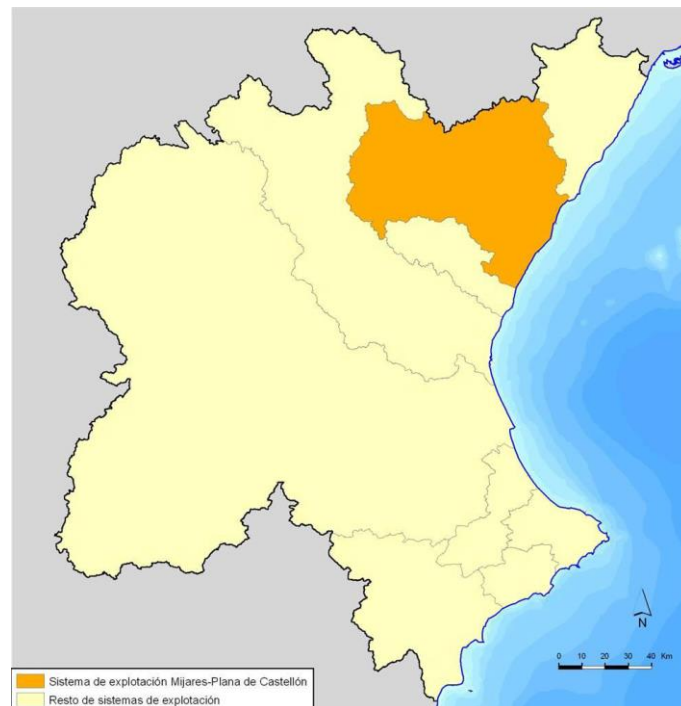 N
0 10 20 30 40 Km
Sistema de explotación Mijares-Plana de Castellón
Resto de sistemas de explotación